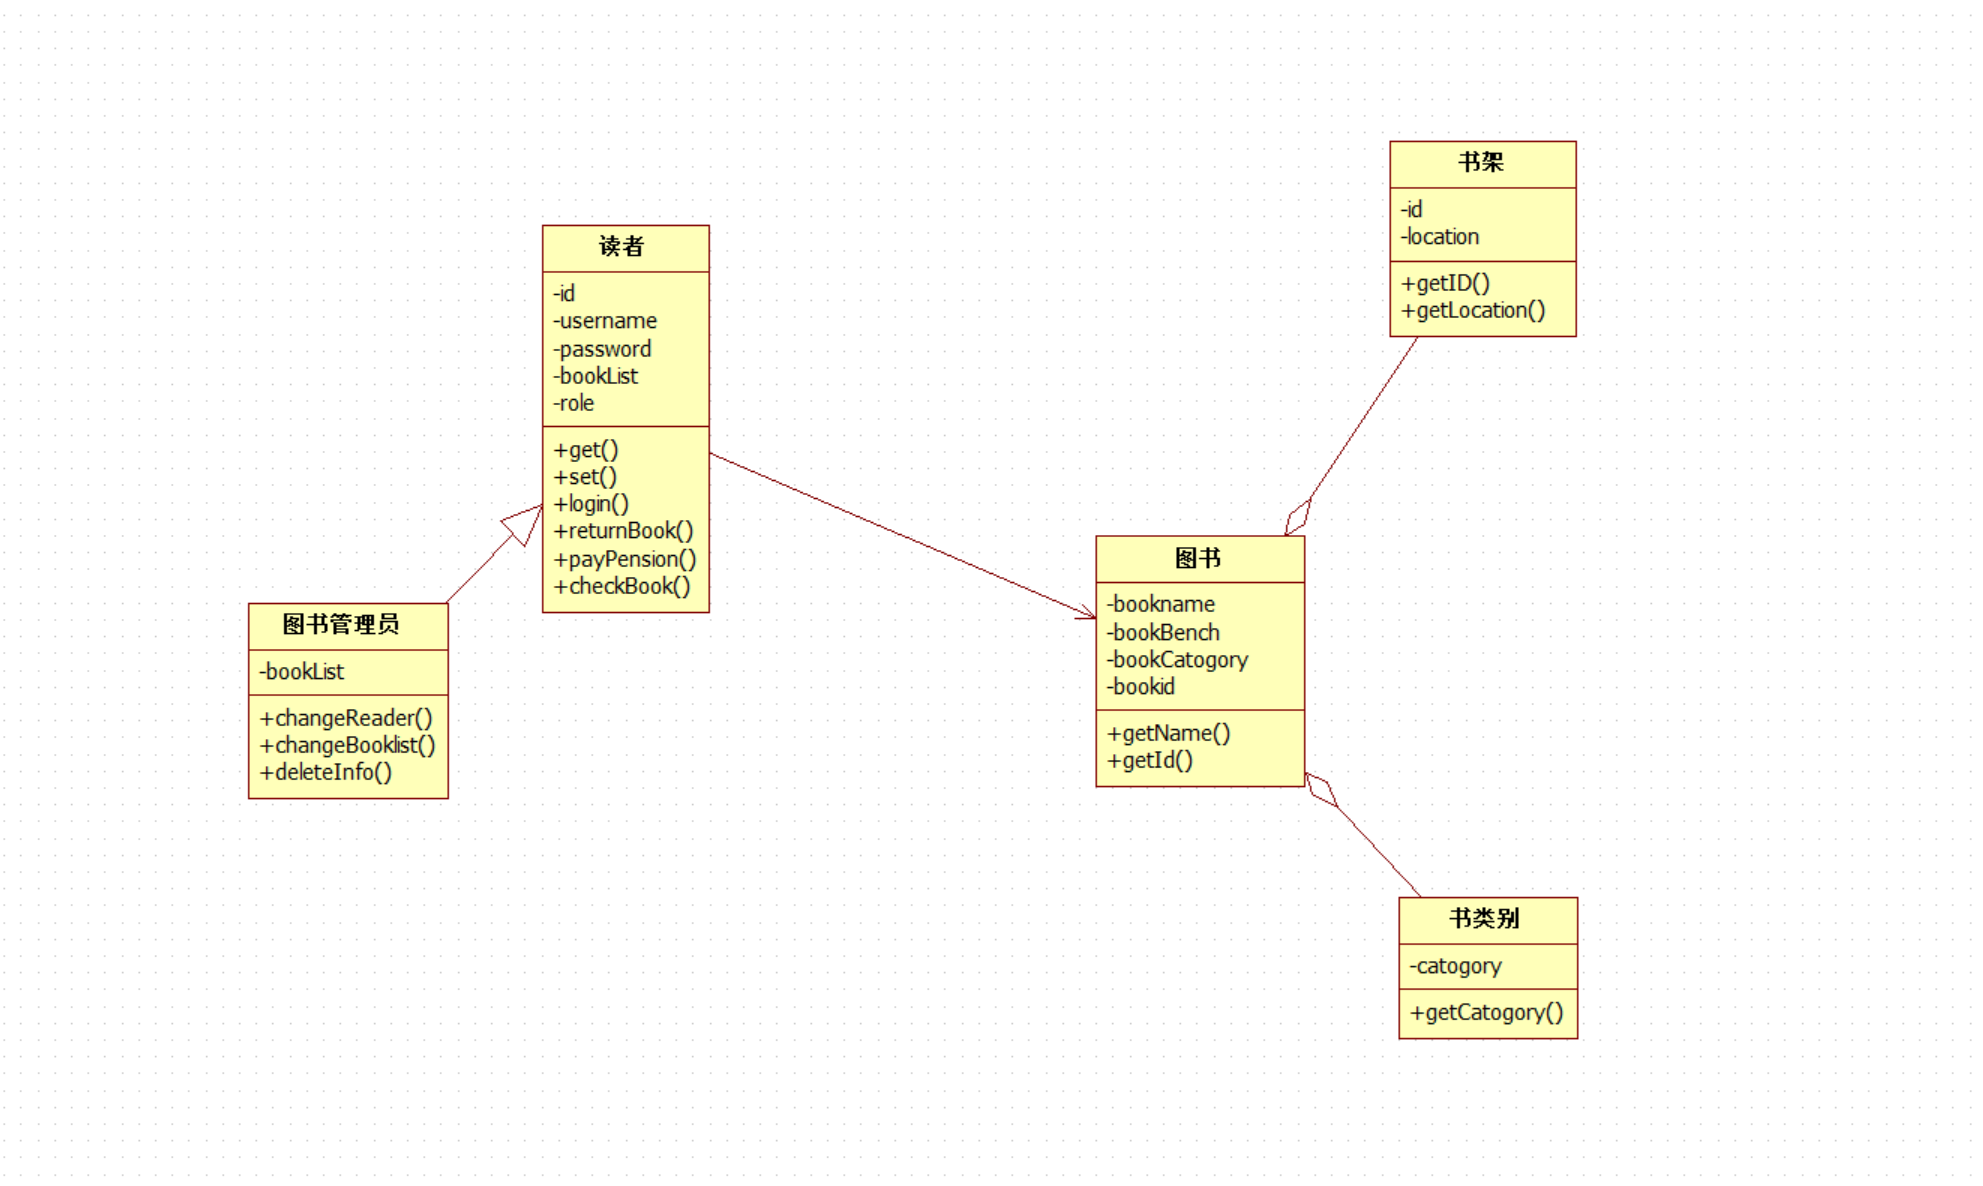 书架
-id
-location
+getID()
+getLocation()
读者
-id
-username
-password
-bookList
-role
+get()
+set()
+login()
+returnBook()
+payPension()
+checkBook()
图书管理员
-bookList
+changeReader()
+changeBooklist()
+deleteInfo()
图书
-bookname
-bookBench
-bookCatogory
-bookid
+getName()
+getId()
书类别
-catogory
+getCatogory()